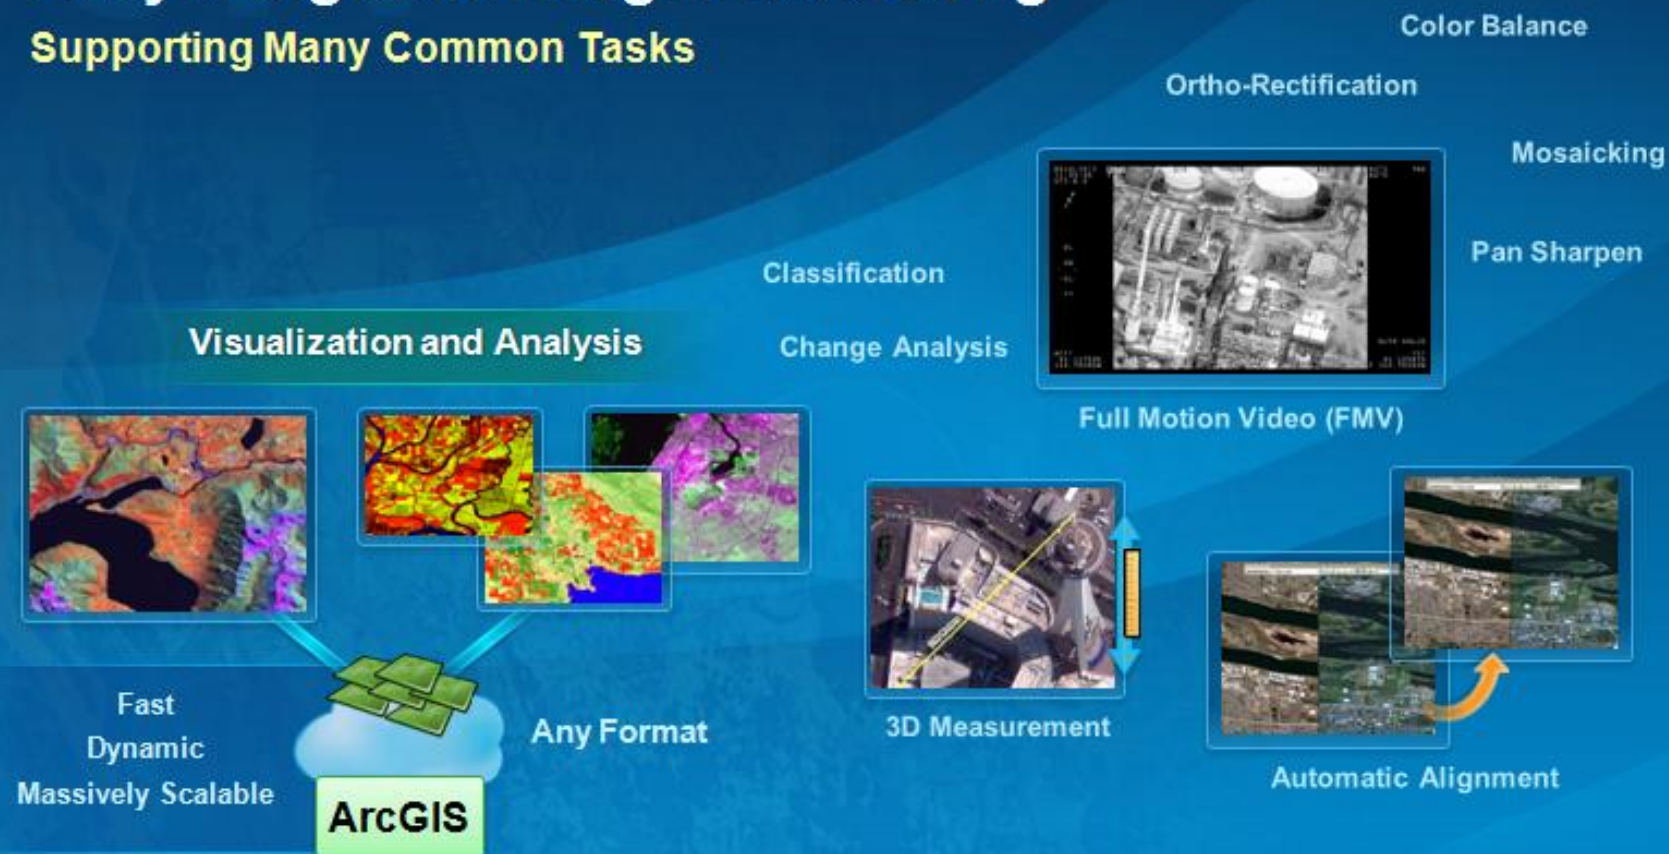 Supporting Many Common Tasks
Color Balance
Ortho-Rectification
Mosaicking
Pan Sharpen
Classification
Change Analysis
Visualization and Analysis
Full Motion Video (FMV)
3D Measurement
Automatic Alignment
Fast
Dynamic
Massively Scalable
Any Format
ArcGIS